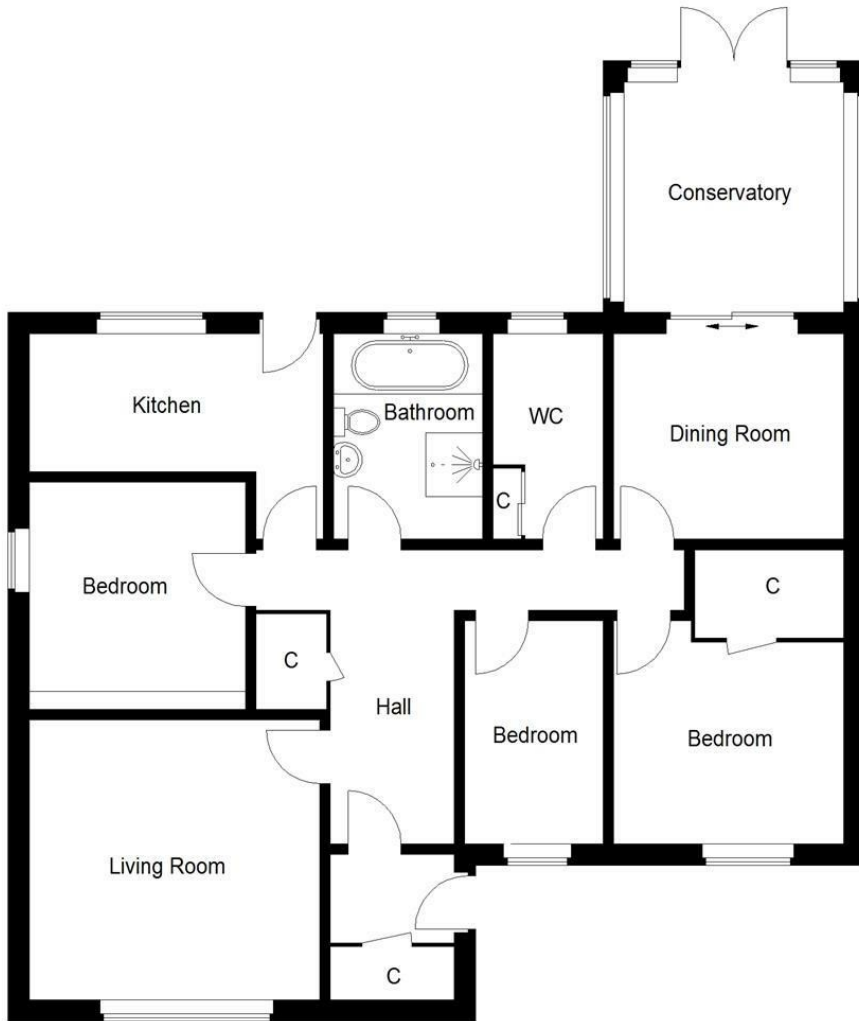 Conservatory
Kitchen
Bathroom
WC
Dining Room
C
Bedroom
C
C
Hall
Bedroom
Bedroom
Living Room
C